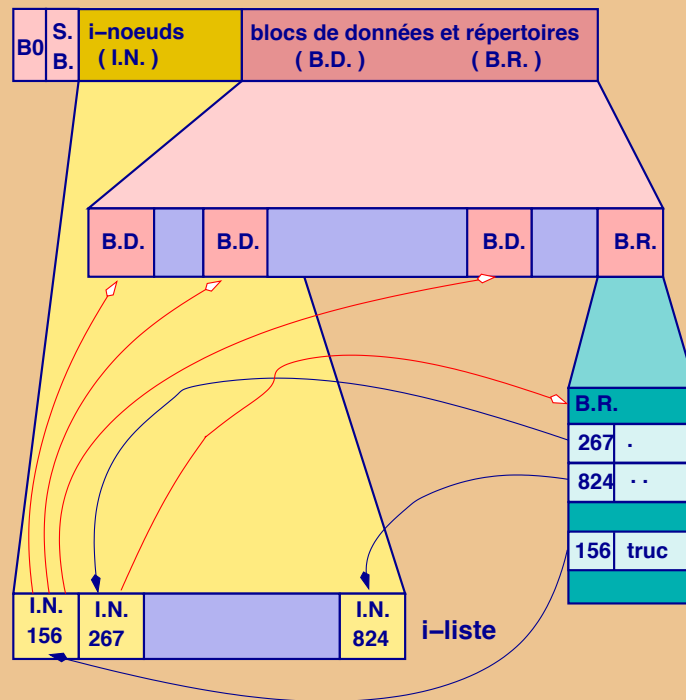 B0
S.
B.
i–noeuds
( I.N. )
blocs de données et répertoires
( B.D. ) ( B.R. )
B.D. B.D. B.D. B.R.
B.R.
267 .
824 . .
156 truc
I.N.
156
I.N.
267
I.N.
824
i–liste